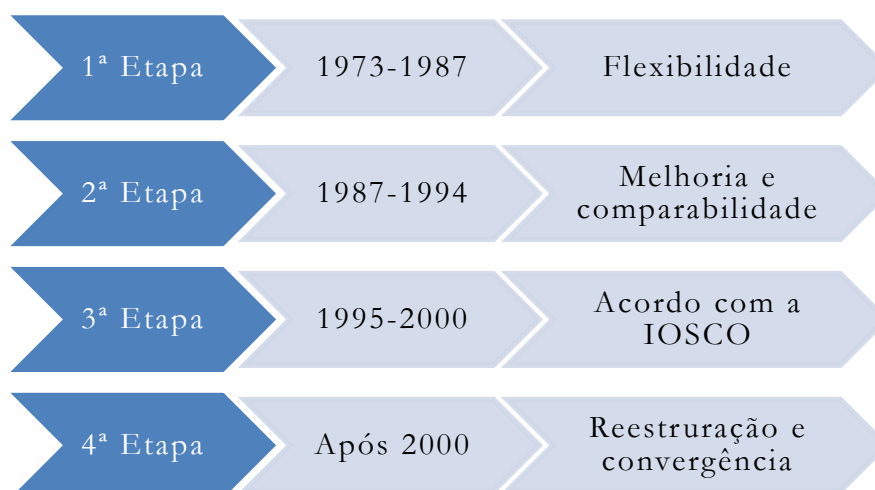 1ª Etapa
1973-1987
Flexibilidade
2ª Etapa
1987-1994
Melhoria e
comparabilidade
3ª Etapa
1995-2000
Acordo com a
IOSCO
4ª Etapa
Após 2000
Reestruração e
convergência